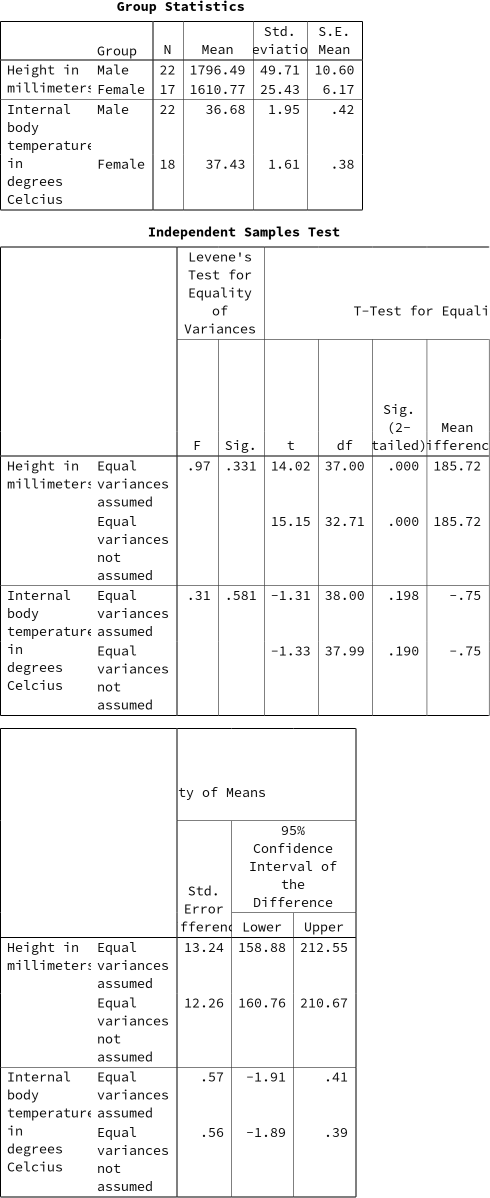 Group Statistics
Std. S.E.
Group N Mean eviatio Mean
Height in Male 22 1796.49 49.71 10.60
millimeters Female 17 1610.77 25.43 6.17
Internal Male 22 36.68 1.95 .42
body
temperature
in Female 18 37.43 1.61 .38
degrees
Celcius
Independent Samples Test
Levene's
Test for
Equality
of
Variances
T-Test for Equali
Sig.
(2-
tailed) Mean
F Sig. t df ifferenc
Height in Equal .97 .331 14.02 37.00 .000 185.72
millimeters variances
assumed
Equal 15.15 32.71 .000 185.72
variances
not
assumed
Internal Equal .31 .581 -1.31 38.00 .198 -.75
body variances
temperature assumed
in Equal -1.33 37.99 .190 -.75
degrees variances
Celcius not
assumed
ty of Means
95%
Confidence
Interval of
the
Difference
Std.
Error
fferenc Lower Upper
Height in Equal 13.24 158.88 212.55
millimeters variances
assumed
Equal 12.26 160.76 210.67
variances
not
assumed
Internal Equal .57 -1.91 .41
body variances
temperature assumed
in Equal .56 -1.89 .39
degrees variances
Celcius not
assumed